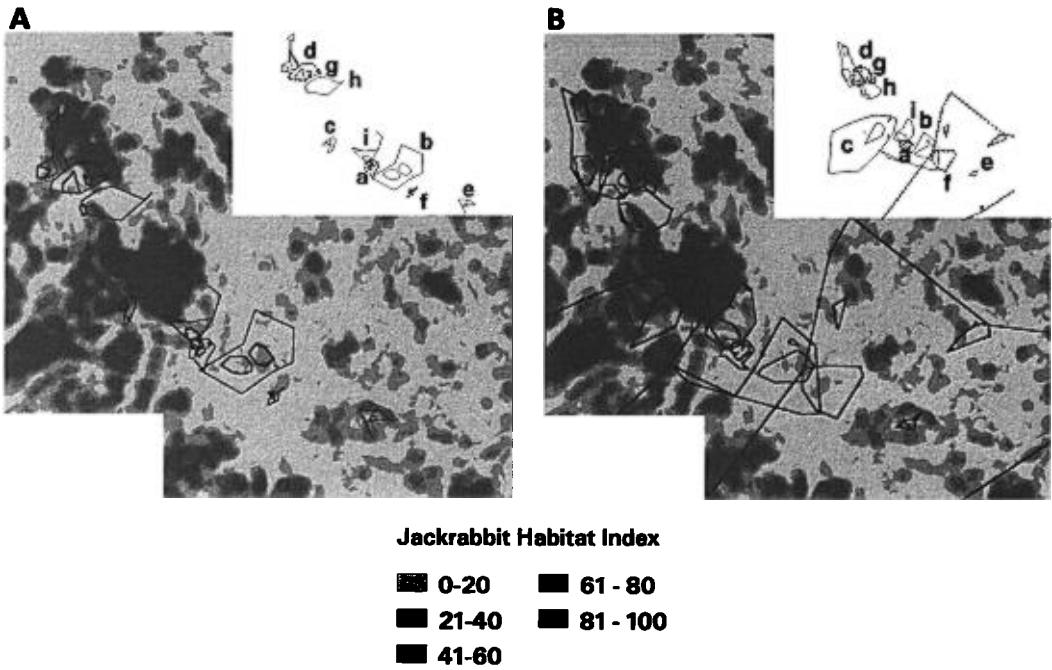 A
B
d
g
h
c
i
b
a
f
e
d
g
h
i
b
c
a
e
f
Jackrabbit Habitat Index
0-20
61 - 80
21-40
81 - 100
41-60